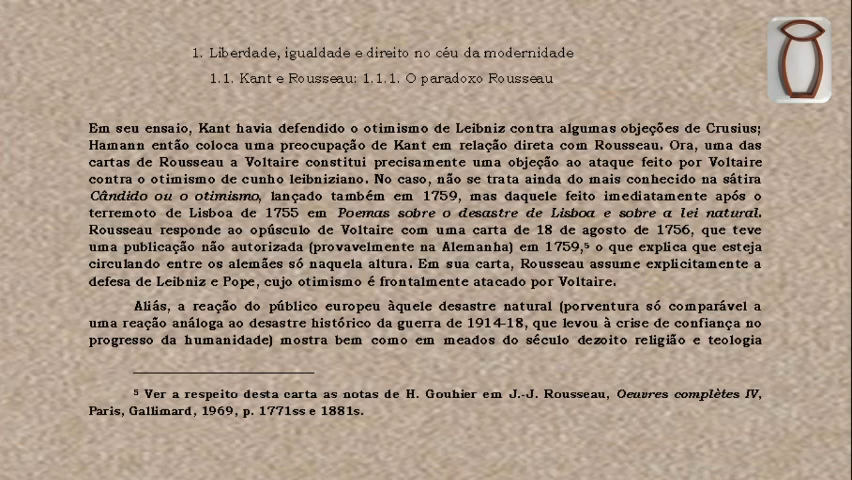 1. Liberdade, igualdade e direito no céu da modernidade
1.1. Kant e Rousseau: 1.1.1. O paradoxo Rousseau
Em seu ensaio, Kant havia defendido o otimismo de Leibniz contra algumas objeções de Crusius;
Hamann então coloca uma preocupação de Kant em relação direta com Rousseau. Ora, uma das
cartas de Rousseau a Voltaire constitui precisamente uma objeção ao ataque feito por Voltaire
contra o otimismo de cunho leibniziano. No caso, não se trata ainda do mais conhecido na sátira
Cândido ou o otimismo, lançado também em 1759, mas daquele feito imediatamente após o
terremoto de Lisboa de 1755 em Poemas sobre o desastre de Lisboa e sobre a lei natural.
Rousseau responde ao opúsculo de Voltaire com uma carta de 18 de agosto de 1756, que teve
uma publicação não autorizada (provavelmente na Alemanha) em 1759,⁵ o que explica que esteja
circulando entre os alemães só naquela altura. Em sua carta, Rousseau assume explicitamente a
defesa de Leibniz e Pope, cujo otimismo é frontalmente atacado por Voltaire.
Aliás, a reação do público europeu àquele desastre natural (porventura só comparável a
uma reação análoga ao desastre histórico da guerra de 1914-18, que levou à crise de confiança no
progresso da humanidade) mostra bem como em meados do século dezoito religião e teologia
⁵ Ver a respeito desta carta as notas de H. Gouhier em J.-J. Rousseau, Oeuvres complètes IV,
Paris, Gallimard, 1969, p. 1771ss e 1881s.